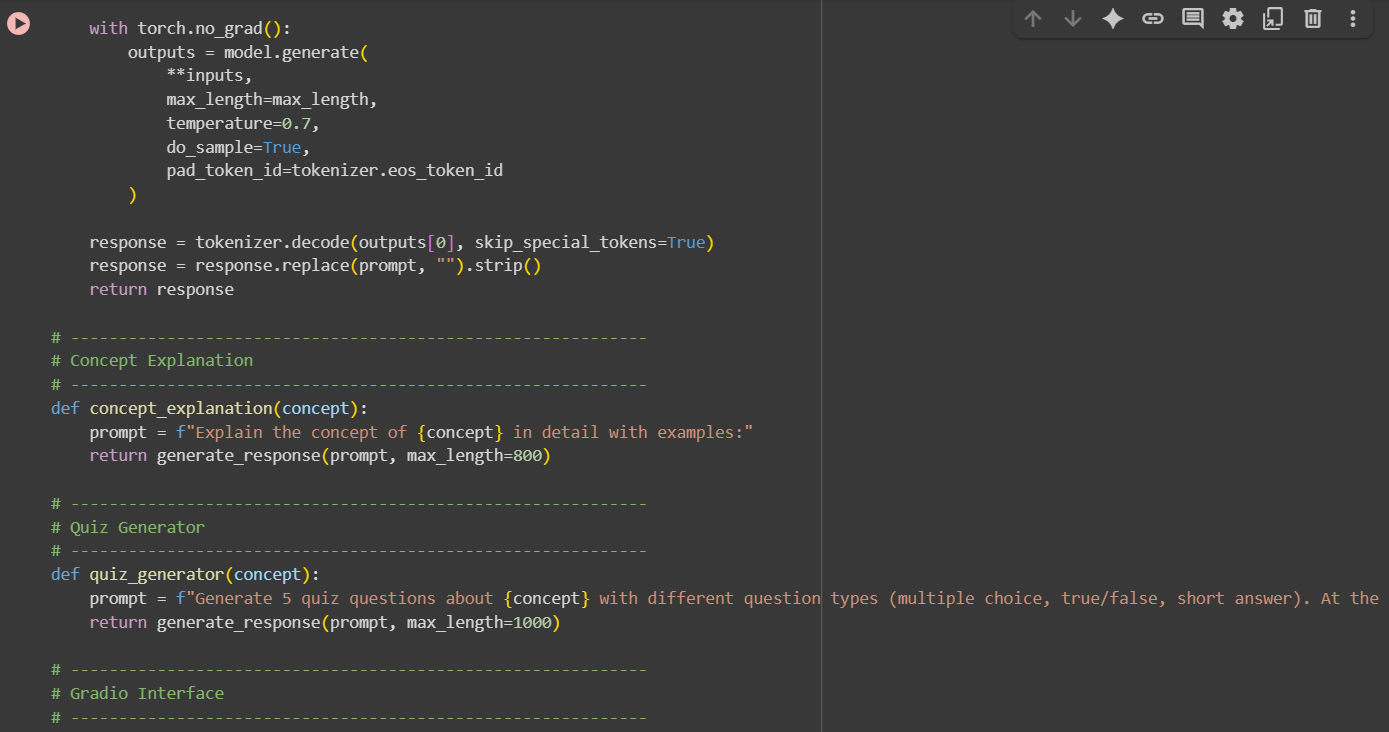 with torch.no_grad():
outputs = model.generate(
**inputs,
max_length=max_length,
temperature=0.7,
do_sample=True,
pad_token_id=tokenizer.eos_token_id
)
response = tokenizer.decode(outputs[0], skip_special_tokens=True)
response = response.replace(prompt, "").strip()
return response
# ------------------------------------------------------------
# Concept Explanation
# ------------------------------------------------------------
def concept_explanation(concept):
prompt = f"Explain the concept of {concept} in detail with examples:"
return generate_response(prompt, max_length=800)
# ------------------------------------------------------------
# Quiz Generator
# ------------------------------------------------------------
def quiz_generator(concept):
prompt = f"Generate 5 quiz questions about {concept} with different question types (multiple choice, true/false, short answer). At the
return generate_response(prompt, max_length=1000)
# ------------------------------------------------------------
# Gradio Interface
# ------------------------------------------------------------